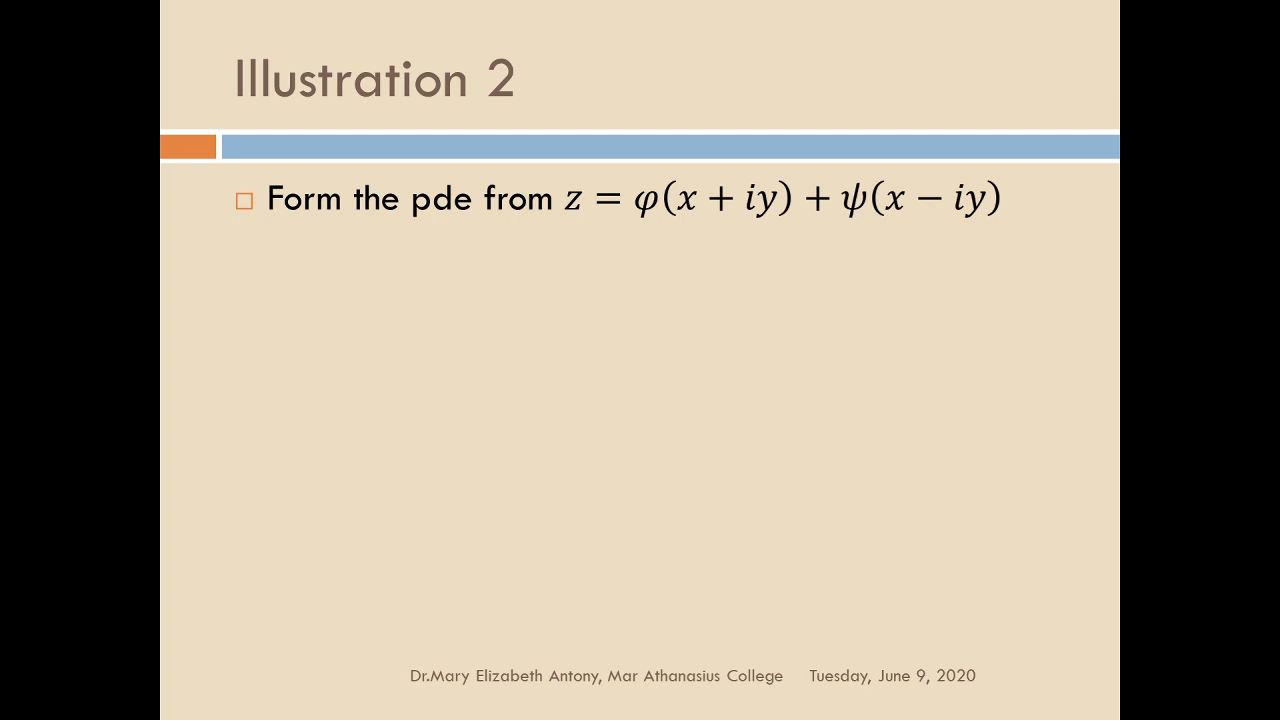 Illustration 2
Form the pde from 𝑧 = 𝜑(𝑥 + 𝑖𝑦) + 𝜓(𝑥 − 𝑖𝑦)
Dr.Mary Elizabeth Antony, Mar Athanasius College Tuesday, June 9, 2020